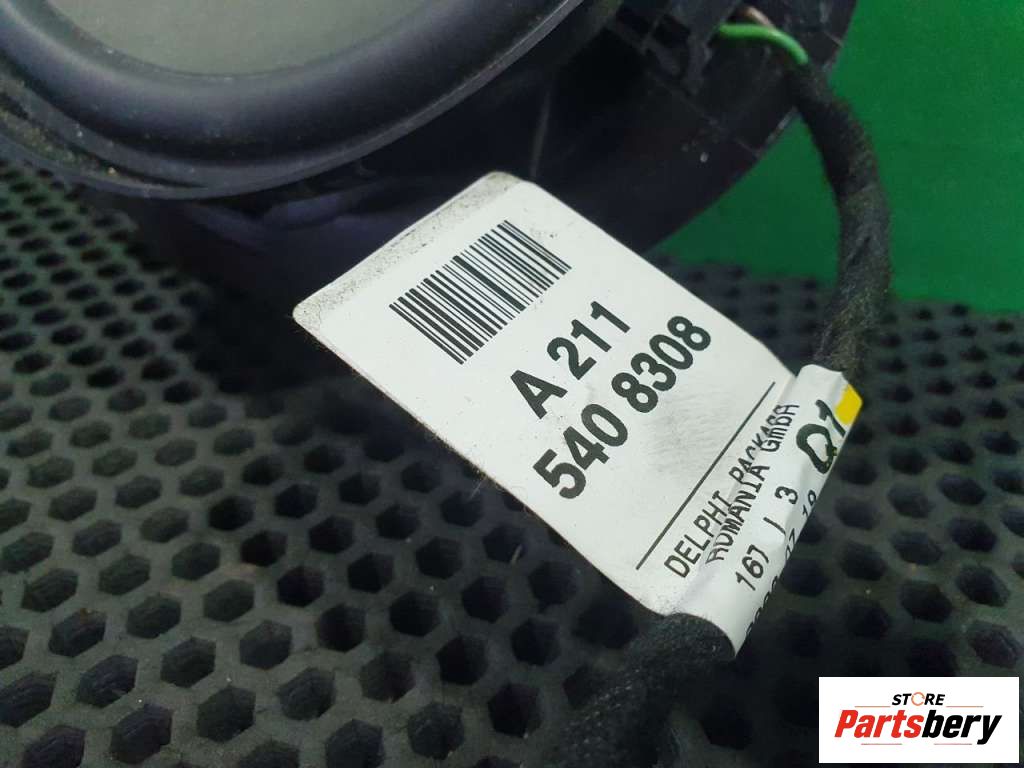 A 211
540 8308
DELPHI PACKARD
ROMANIA GmbH
167 / 3
Q1
STORE
Partsbery